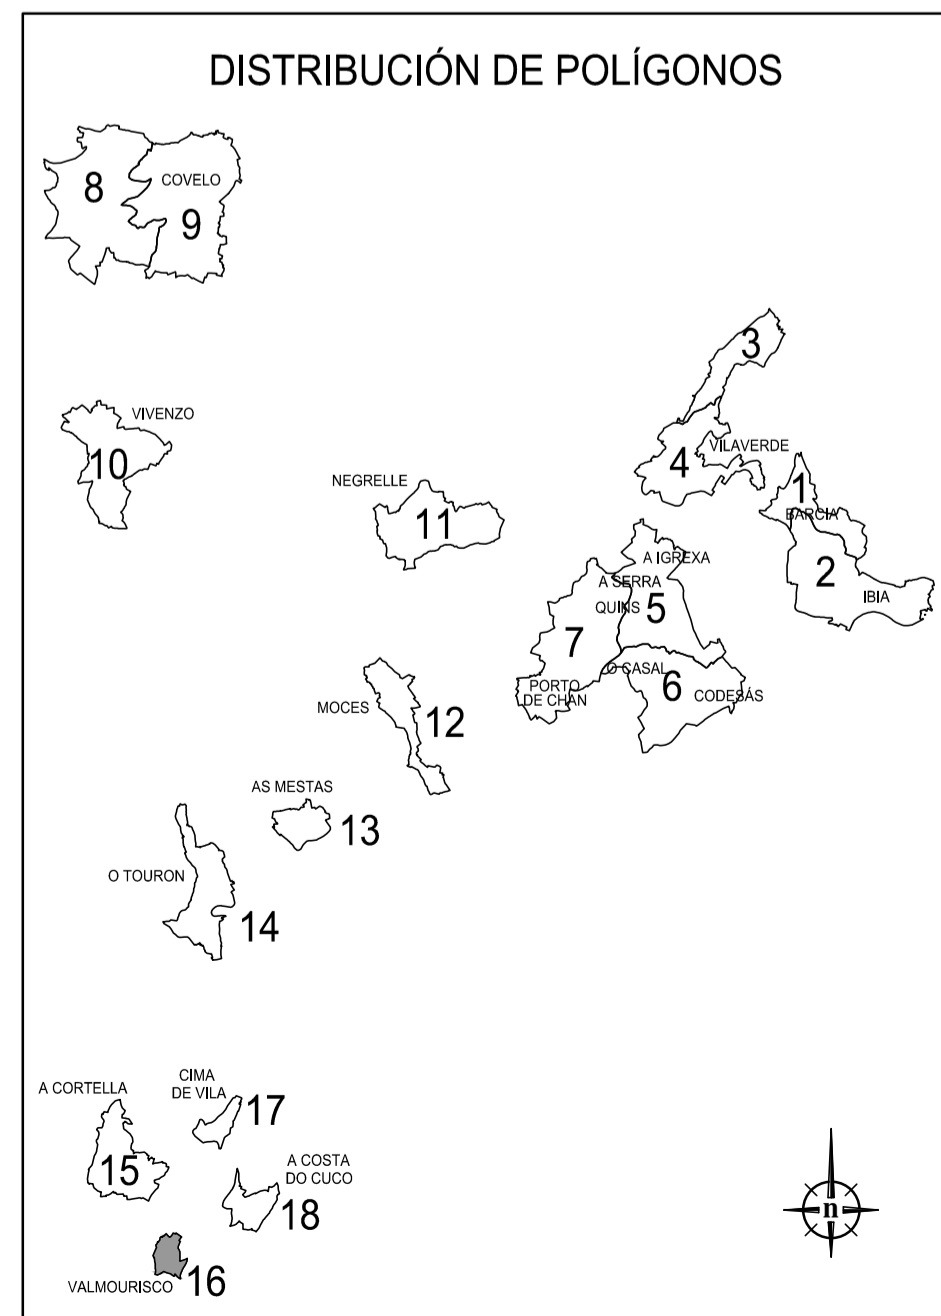 DISTRIBUCIÓN DE POLÍGONOS
8
COVELO
9
3
VIVENZO
10
VILAVERDE
4
NEGRELLE
11
1
BARCIA
2
IBIA
A IGREXA
A SERRA
QUINS
5
7
O CASAL
PORTO
DE CHAN
6
CODESÁS
MOCES
12
AS MESTAS
13
O TOURON
14
A CORTELLA
15
CIMA
DE VILA
17
A COSTA
DO CUCO
18
VALMOURISCO
16
n